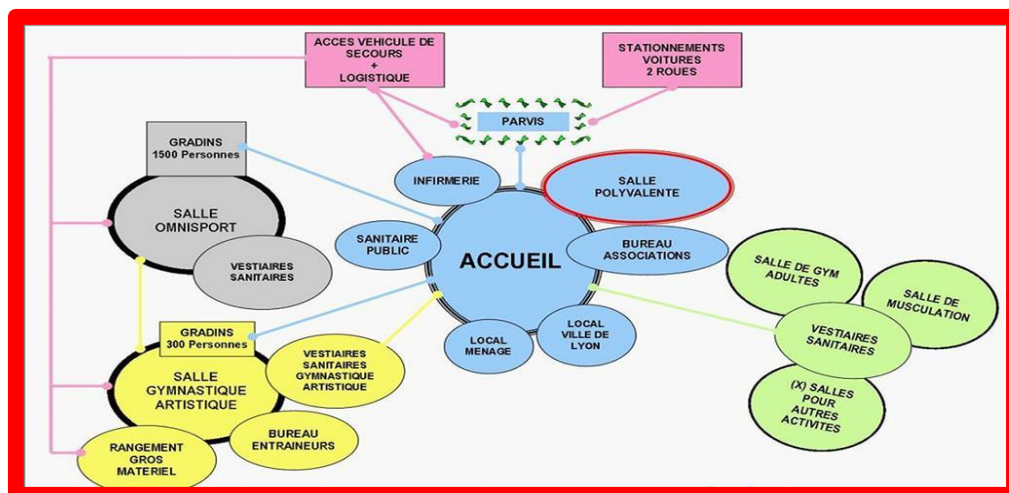 ACCES VEHICULE DE
SECOURS
+
LOGISTIQUE
STATIONNEMENTS
VOITURES
2 ROUES
PARVIS
GRADINS
1500 Personnes
INFIRMERIE
SALLE
POLYVALENTE
SALLE
OMNISPORT
SANITAIRE
PUBLIC
BUREAU
ASSOCIATIONS
ACCUEIL
VESTIAIRES
SANITAIRES
SALLE DE GYM
ADULTES
SALLE DE
MUSCULATION
GRADINS
300 Personnes
LOCAL
MENAGE
LOCAL
VILLE DE
LYON
VESTIAIRES
SANITAIRES
VESTIAIRES
SANITAIRES
GYMNASTIQUE
ARTISTIQUE
SALLE
GYMNASTIQUE
ARTISTIQUE
(X) SALLES
POUR
AUTRES
ACTIVITES
BUREAU
ENTRAINEURS
RANGEMENT
GROS
MATERIEL